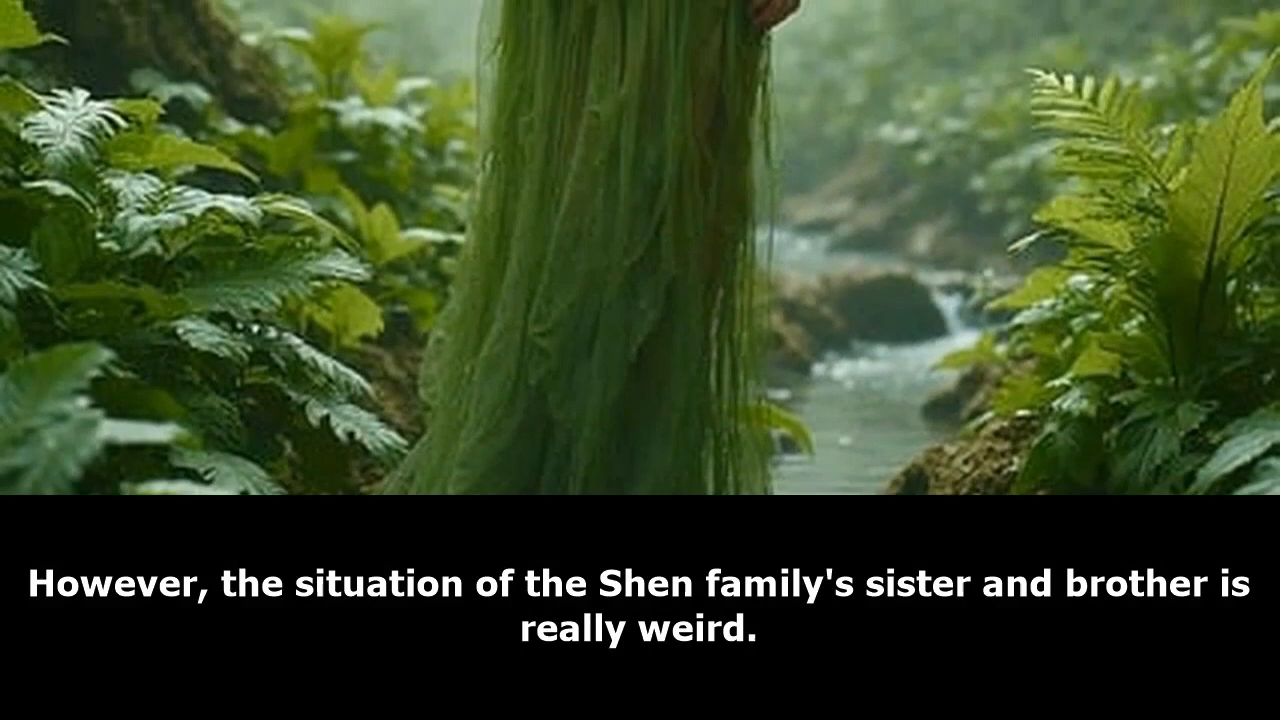 However, the situation of the Shen family's sister and brother is
really weird.